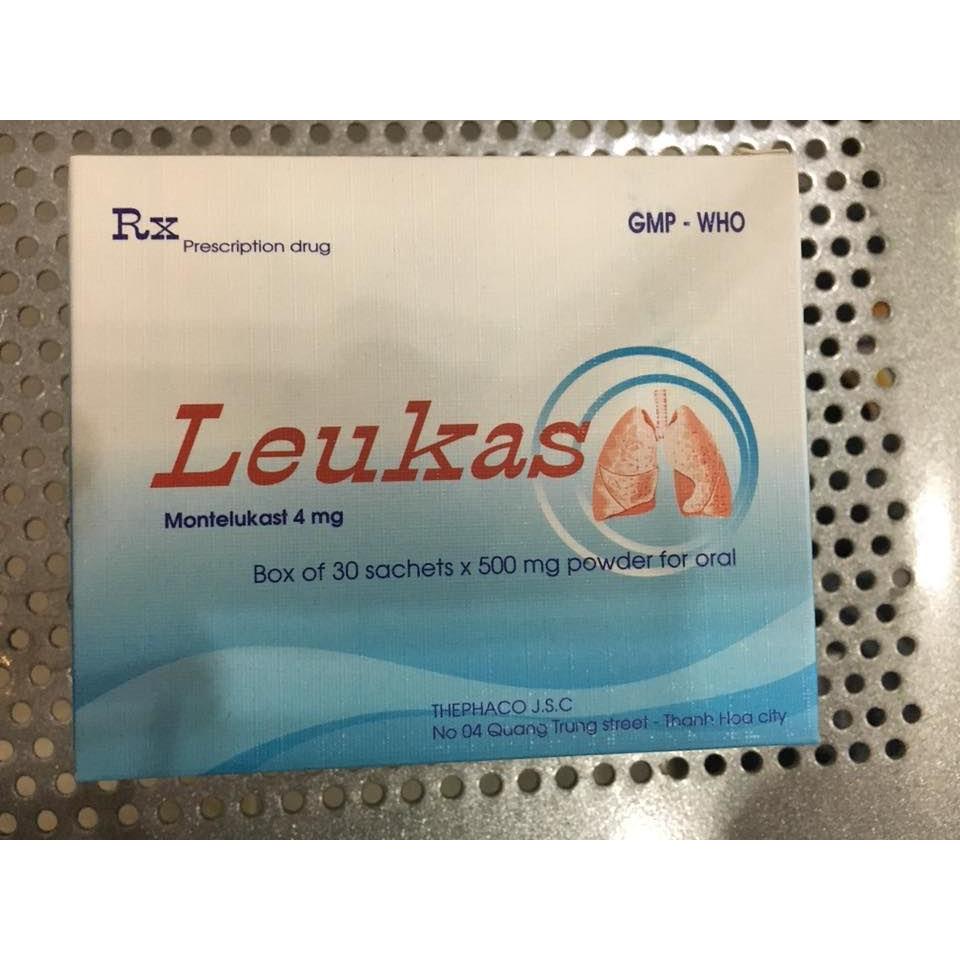 Rx Prescription drug
GMP - WHO
Leukas
Montelukast 4 mg
Box of 30 sachets x 500 mg powder for oral
THEPHACO J.S.C
No 04 Quang Trung street - Thanh Hoa city